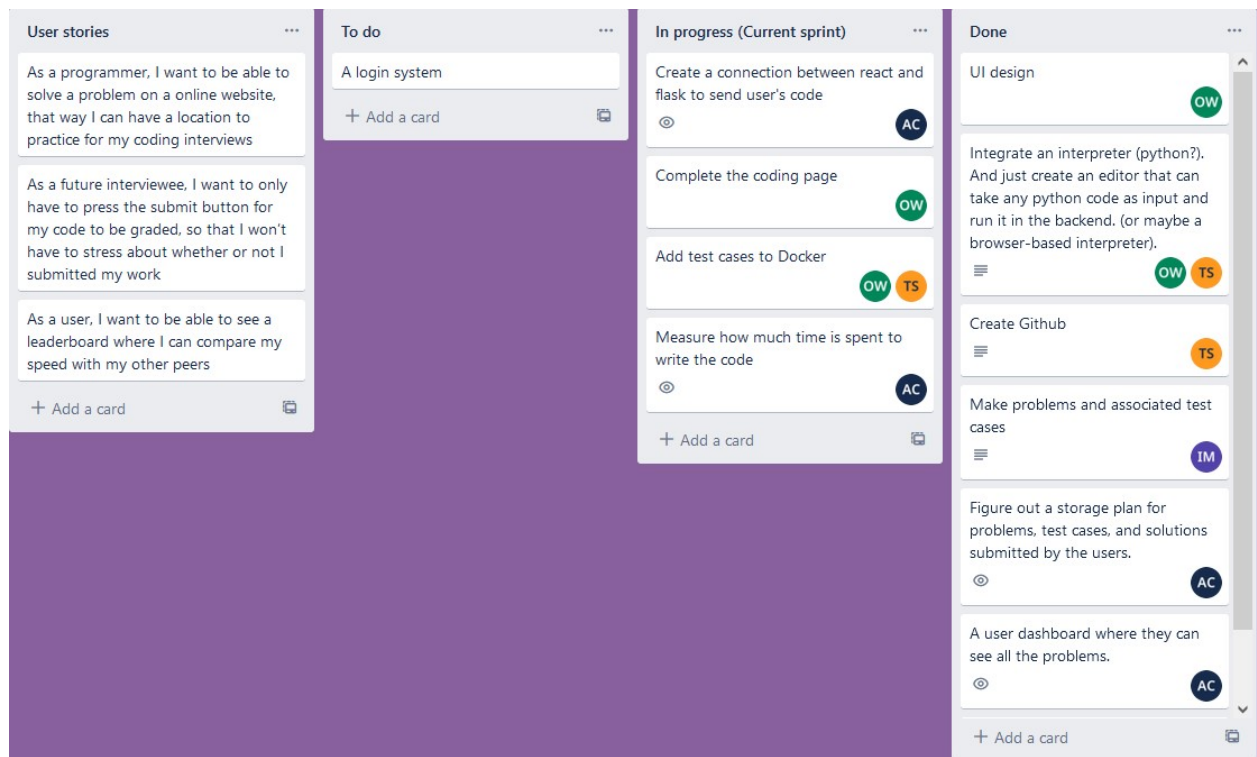 User stories
As a programmer, I want to be able to
solve a problem on a online website,
that way I can have a location to
practice for my coding interviews
As a future interviewee, I want to only
have to press the submit button for
my code to be graded, so that I won't
have to stress about whether or not I
submitted my work
As a user, I want to be able to see a
leaderboard where I can compare my
speed with my other peers
+ Add a card
To do
A login system
+ Add a card
In progress (Current sprint)
Create a connection between react and
flask to send user's code
AC
Complete the coding page
OW
Add test cases to Docker
OW TS
Measure how much time is spent to
write the code
AC
+ Add a card
Done
UI design
OW
Integrate an interpreter (python?).
And just create an editor that can
take any python code as input and
run it in the backend. (or maybe a
browser-based interpreter).
OW TS
Create Github
TS
Make problems and associated test
cases
IM
Figure out a storage plan for
problems, test cases, and solutions
submitted by the users.
AC
A user dashboard where they can
see all the problems.
AC
+ Add a card